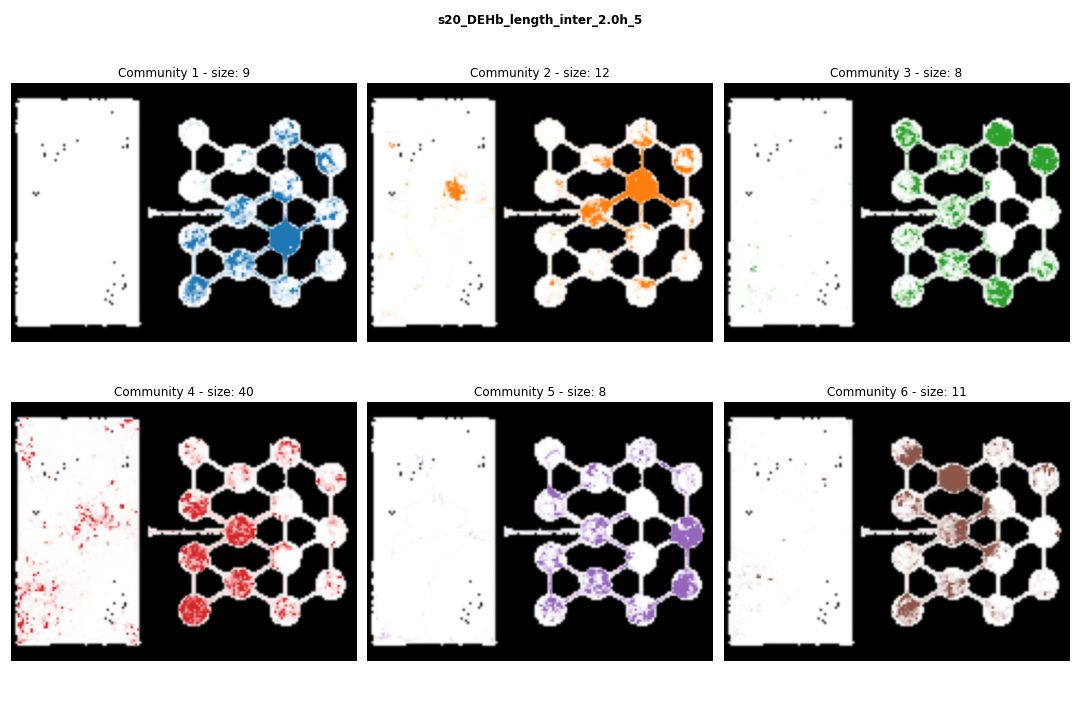 s20_DEHb_length_inter_2.0h_5
Community 1 - size: 9
Community 2 - size: 12
Community 3 - size: 8
Community 4 - size: 40
Community 5 - size: 8
Community 6 - size: 11